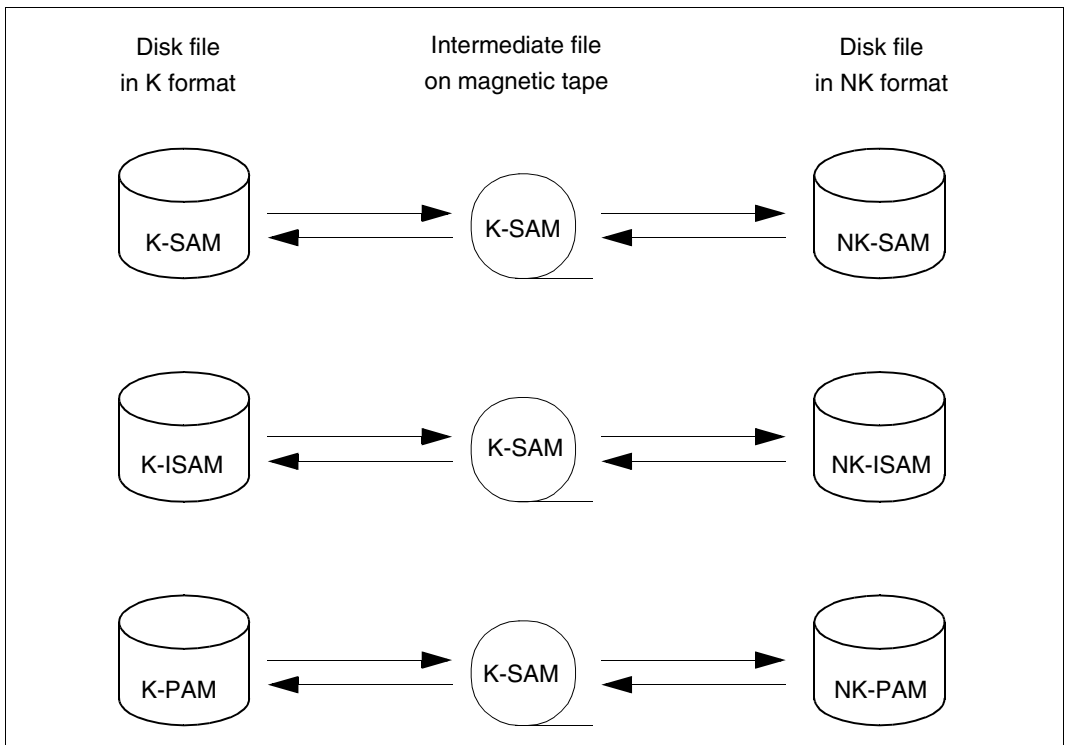 Disk file
in K format
Intermediate file
on magnetic tape
Disk file
in NK format
K-SAM
K-SAM
NK-SAM
K-ISAM
K-SAM
NK-ISAM
K-PAM
K-SAM
NK-PAM